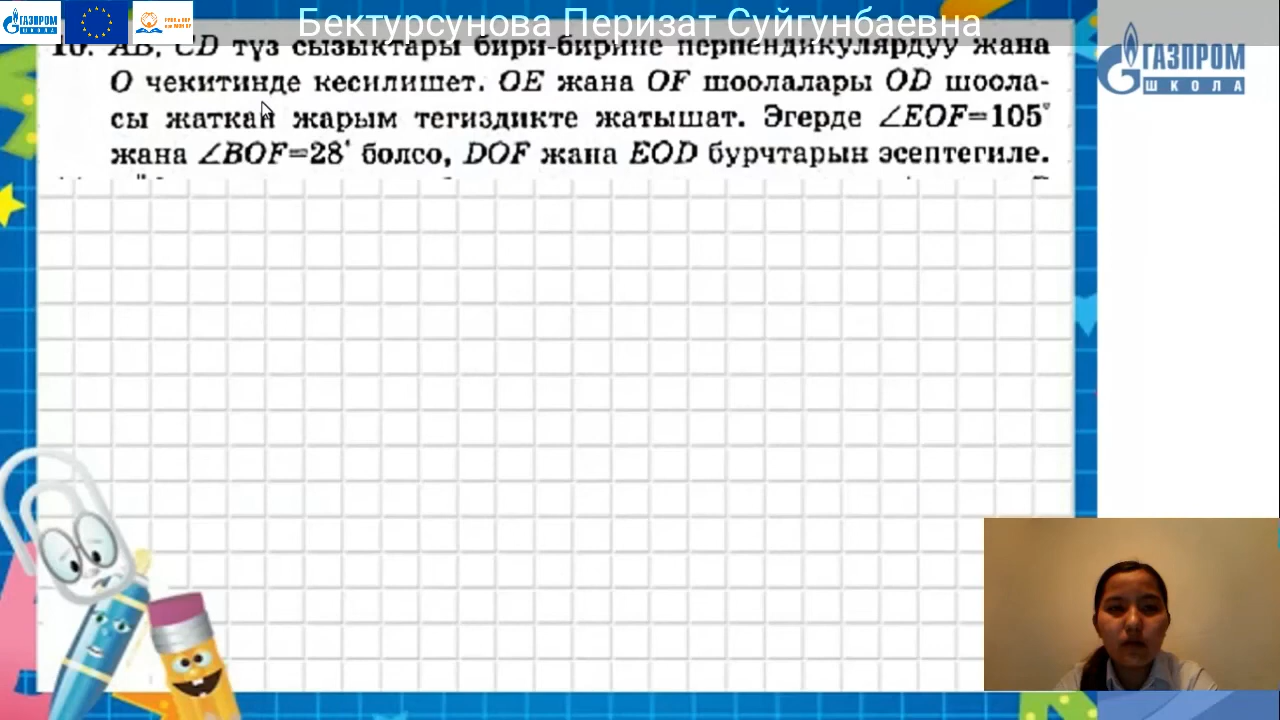 Бектурсунова Перизат Суйгунбаевна
ГАЗПРОМ
ШКОЛА
10. AB, CD түз сызыктары бири-бирине перпендикулярдуу жана
O чекитинде кесилишет. OE жана OF шоолалары OD шоола-
сы жаткан жарым тегиздикте жатышат. Эгерде ∠EOF=105°
жана ∠BOF=28° болсо, DOF жана EOD бурчтарын эсептегиле.
ГАЗПРОМ
ШКОЛА